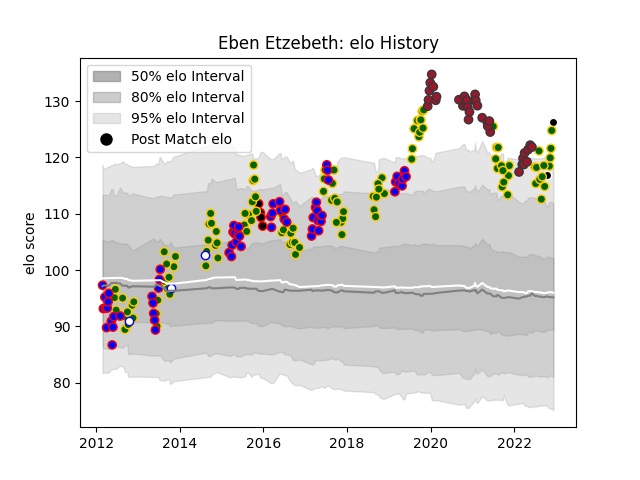 Eben Etzebeth: elo History
50% elo Interval
80% elo Interval
95% elo Interval
Post Match elo
elo score
130
120
110
100
90
80
2012
2014
2016
2018
2020
2022